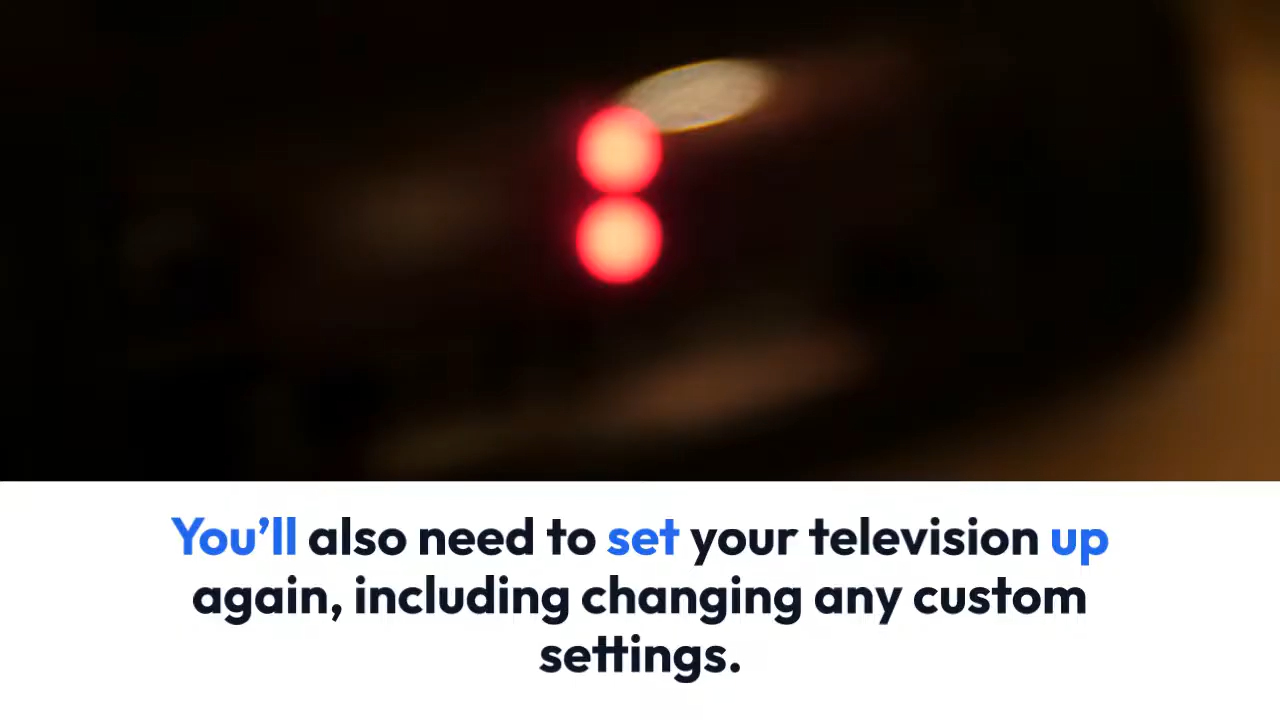 You’ll also need to set your television up
again, including changing any custom
settings.